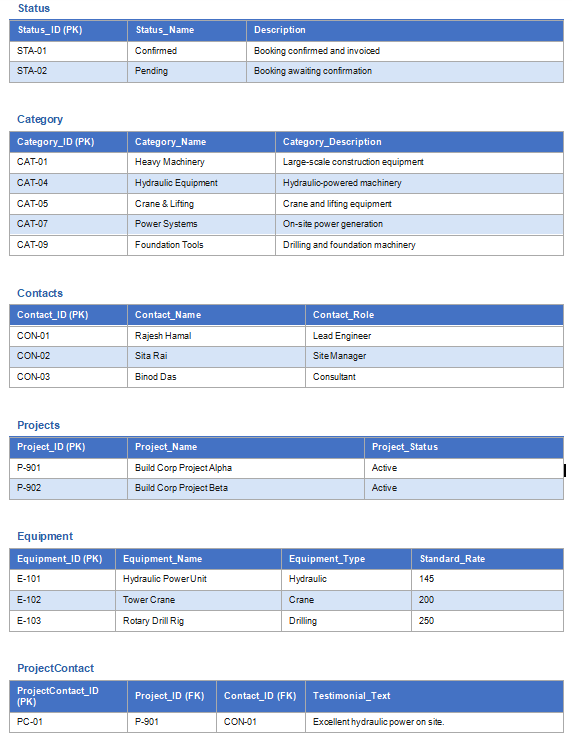 Status
Status_ID (PK) Status_Name Description
STA-01 Confirmed Booking confirmed and invoiced
STA-02 Pending Booking awaiting confirmation
Category
Category_ID (PK) Category_Name Category_Description
CAT-01 Heavy Machinery Large-scale construction equipment
CAT-04 Hydraulic Equipment Hydraulic-powered machinery
CAT-05 Crane & Lifting Crane and lifting equipment
CAT-07 Power Systems On-site power generation
CAT-09 Foundation Tools Drilling and foundation machinery
Contacts
Contact_ID (PK) Contact_Name Contact_Role
CON-01 Rajesh Hamal Lead Engineer
CON-02 Sita Rai Site Manager
CON-03 Binod Das Consultant
Projects
Project_ID (PK) Project_Name Project_Status
P-901 Build Corp Project Alpha Active
P-902 Build Corp Project Beta Active
Equipment
Equipment_ID (PK) Equipment_Name Equipment_Type Standard_Rate
E-101 Hydraulic Power Unit Hydraulic 145
E-102 Tower Crane Crane 200
E-103 Rotary Drill Rig Drilling 250
ProjectContact
ProjectContact_ID
(PK) Project_ID (FK) Contact_ID (FK) Testimonial_Text
PC-01 P-901 CON-01 Excellent hydraulic power on site.